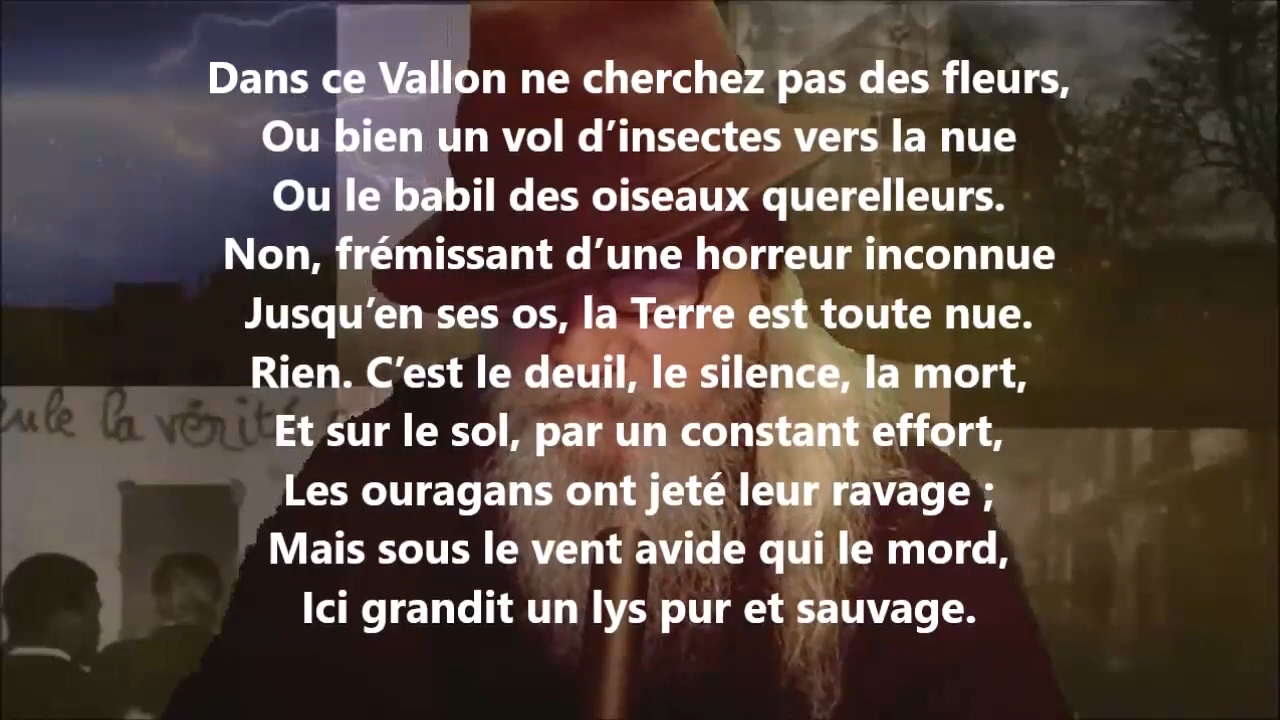 Dans ce Vallon ne cherchez pas des fleurs,
Ou bien un vol d’insectes vers la nue
Ou le babil des oiseaux querelleurs.
Non, frémissant d’une horreur inconnue
Jusqu’en ses os, la Terre est toute nue.
Rien. C’est le deuil, le silence, la mort,
Et sur le sol, par un constant effort,
Les ouragans ont jeté leur ravage ;
Mais sous le vent avide qui le mord,
Ici grandit un lys pur et sauvage.
la vérité